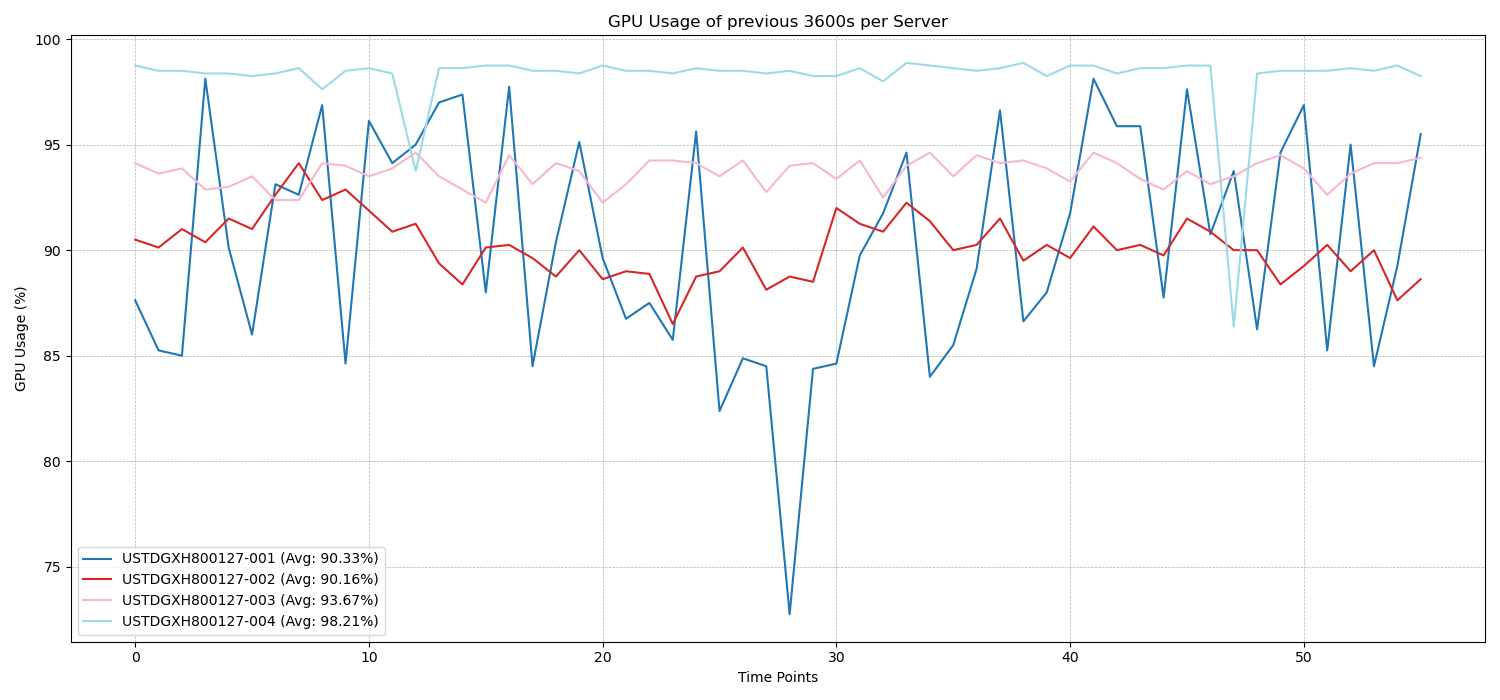 GPU Usage of previous 3600s per Server
GPU Usage (%)
100
95
90
85
80
75
USTDGXH800127-001 (Avg: 90.33%)
USTDGXH800127-002 (Avg: 90.16%)
USTDGXH800127-003 (Avg: 93.67%)
USTDGXH800127-004 (Avg: 98.21%)
0 10 20 30 40 50
Time Points